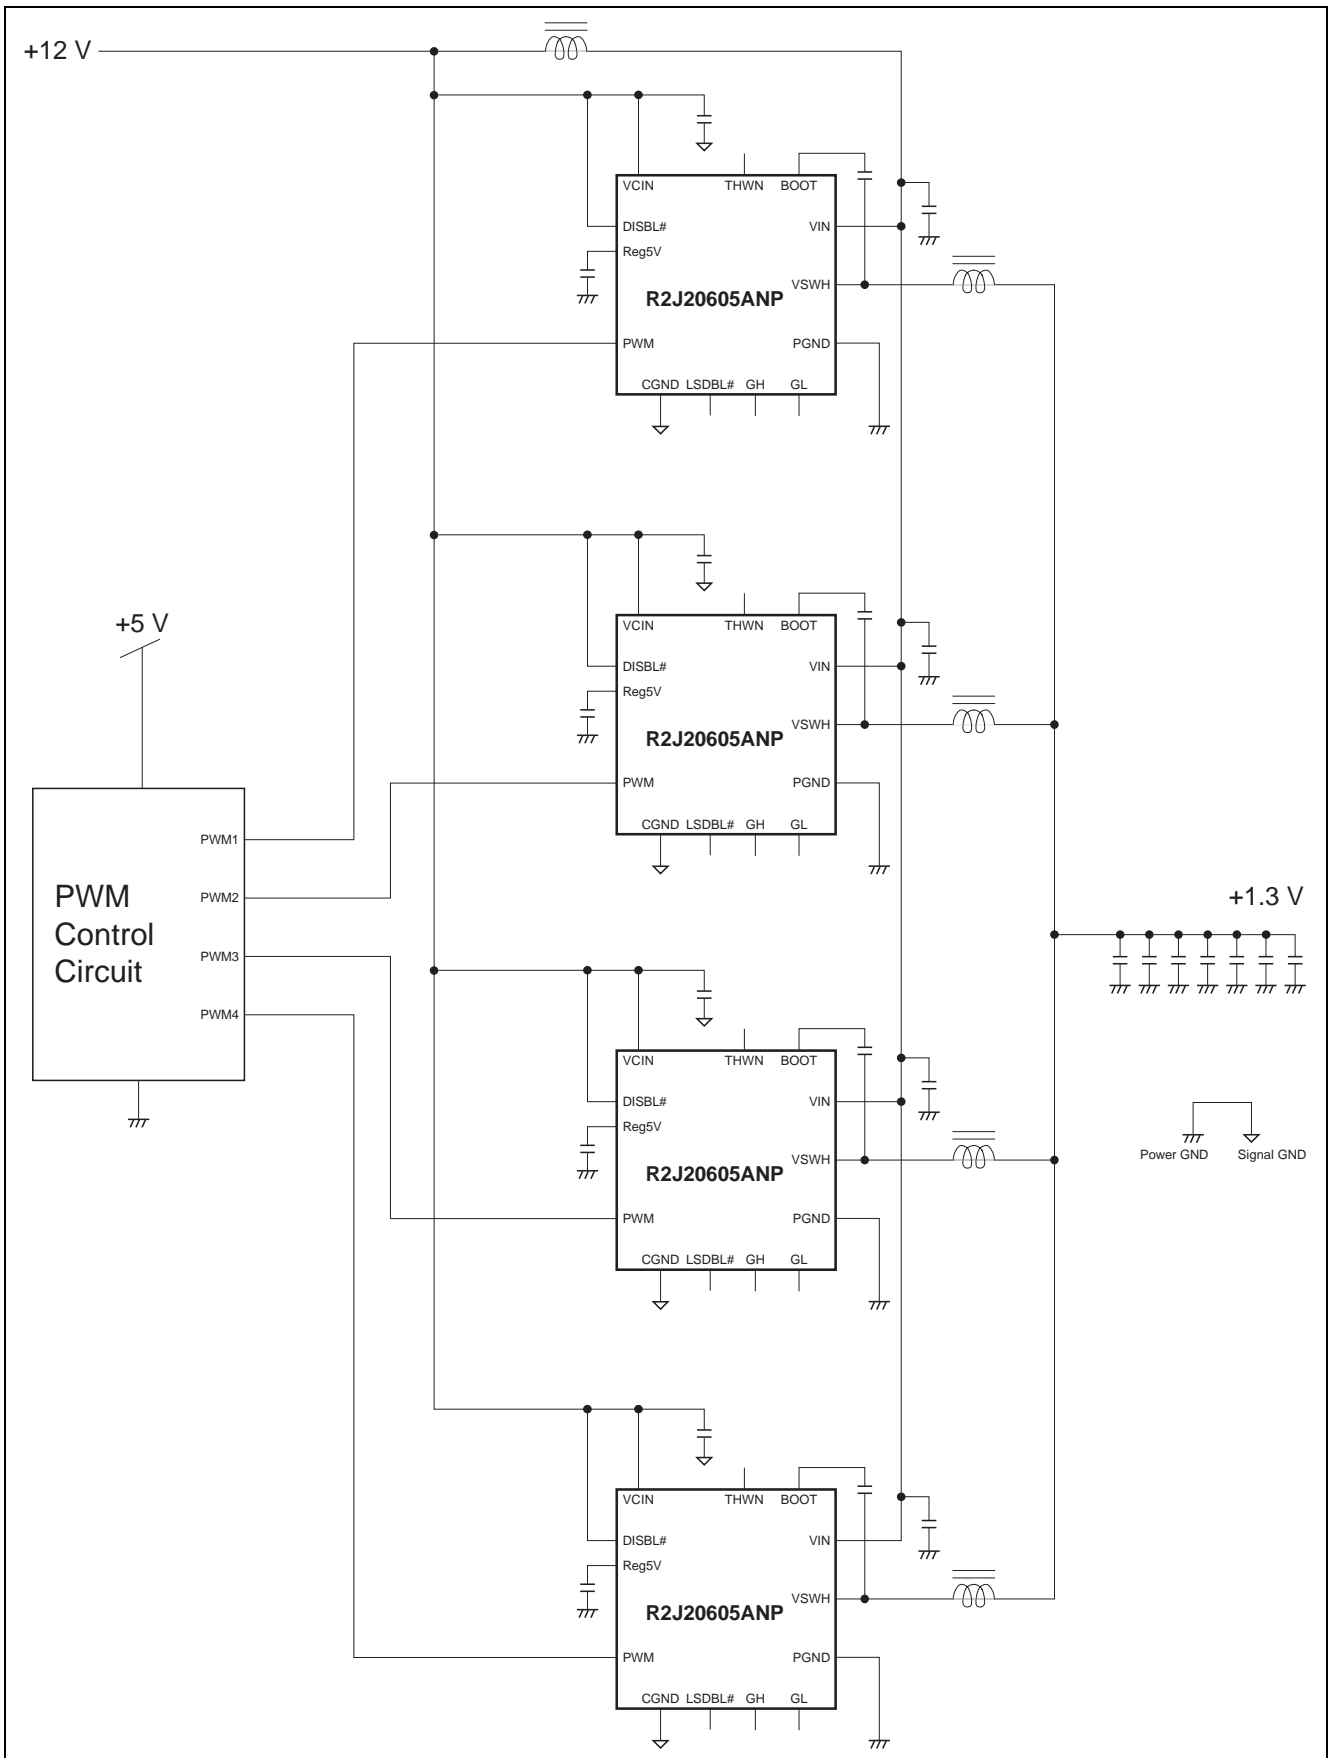 +12 V
VCIN THWN BOOT
DISBL# VIN
Reg5V
VSWH
R2J20605ANP
PWM PGND
CGND LSDBL# GH GL
+5 V
VCIN THWN BOOT
DISBL# VIN
Reg5V
VSWH
R2J20605ANP
PWM PGND
CGND LSDBL# GH GL
PWM1
PWM2
PWM3
PWM4
PWM
Control
Circuit
+1.3 V
VCIN THWN BOOT
DISBL# VIN
Reg5V
VSWH
R2J20605ANP
PWM PGND
CGND LSDBL# GH GL
Power GND Signal GND
VCIN THWN BOOT
DISBL# VIN
Reg5V
VSWH
R2J20605ANP
PWM PGND
CGND LSDBL# GH GL